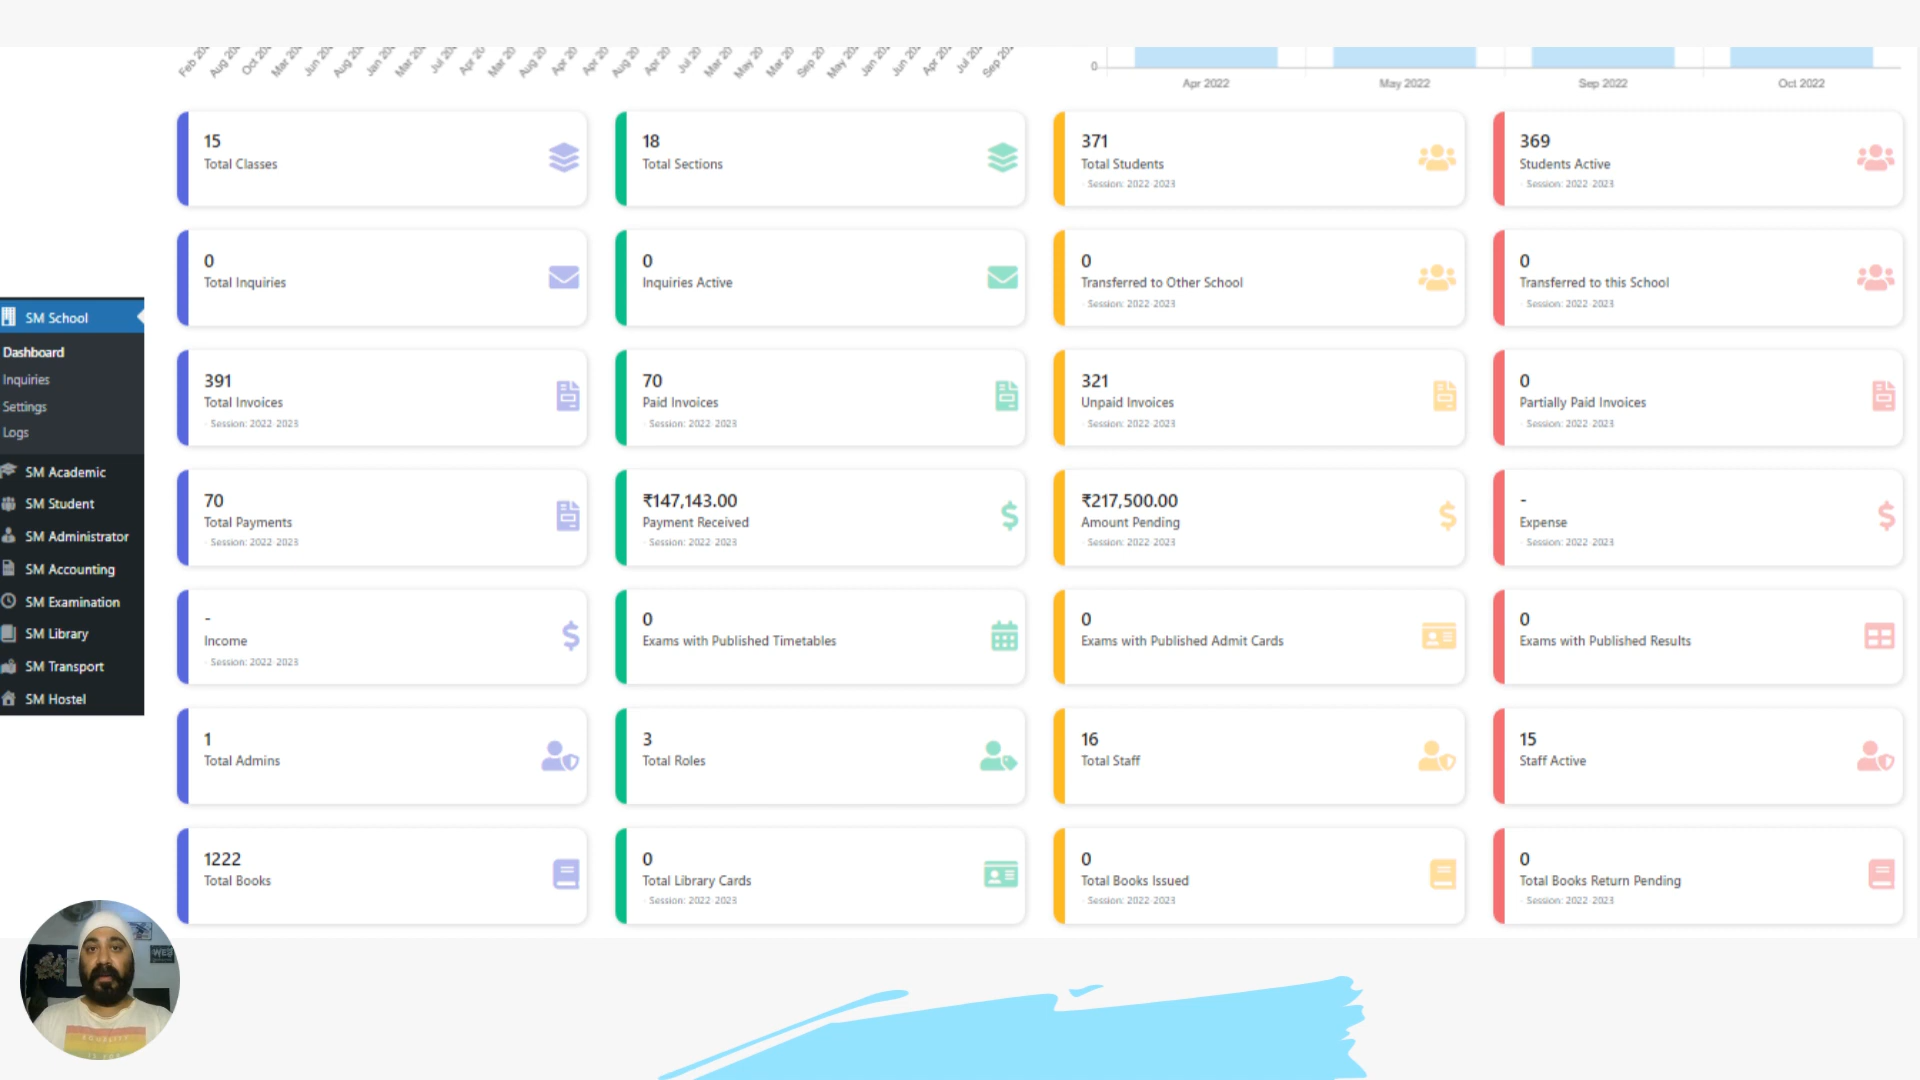 0
Apr 2022
May 2022
Sep 2022
Oct 2022
15
Total Classes
18
Total Sections
371
Total Students
- Session: 2022-2023
369
Students Active
- Session: 2022-2023
0
Total Inquiries
0
Inquiries Active
0
Transferred to Other School
- Session: 2022-2023
0
Transferred to this School
- Session: 2022-2023
SM School
Dashboard
Inquiries
Settings
Logs
SM Academic
SM Student
SM Administrator
SM Accounting
SM Examination
SM Library
SM Transport
SM Hostel
391
Total Invoices
- Session: 2022-2023
70
Paid Invoices
- Session: 2022-2023
321
Unpaid Invoices
- Session: 2022-2023
0
Partially Paid Invoices
- Session: 2022-2023
70
Total Payments
- Session: 2022-2023
₹147,143.00
Payment Received
- Session: 2022-2023
₹217,500.00
Amount Pending
- Session: 2022-2023
-
Expense
- Session: 2022-2023
-
Income
- Session: 2022-2023
0
Exams with Published Timetables
0
Exams with Published Admit Cards
0
Exams with Published Results
1
Total Admins
3
Total Roles
16
Total Staff
15
Staff Active
1222
Total Books
0
Total Library Cards
- Session: 2022-2023
0
Total Books Issued
- Session: 2022-2023
0
Total Books Return Pending
- Session: 2022-2023
EQUALITY